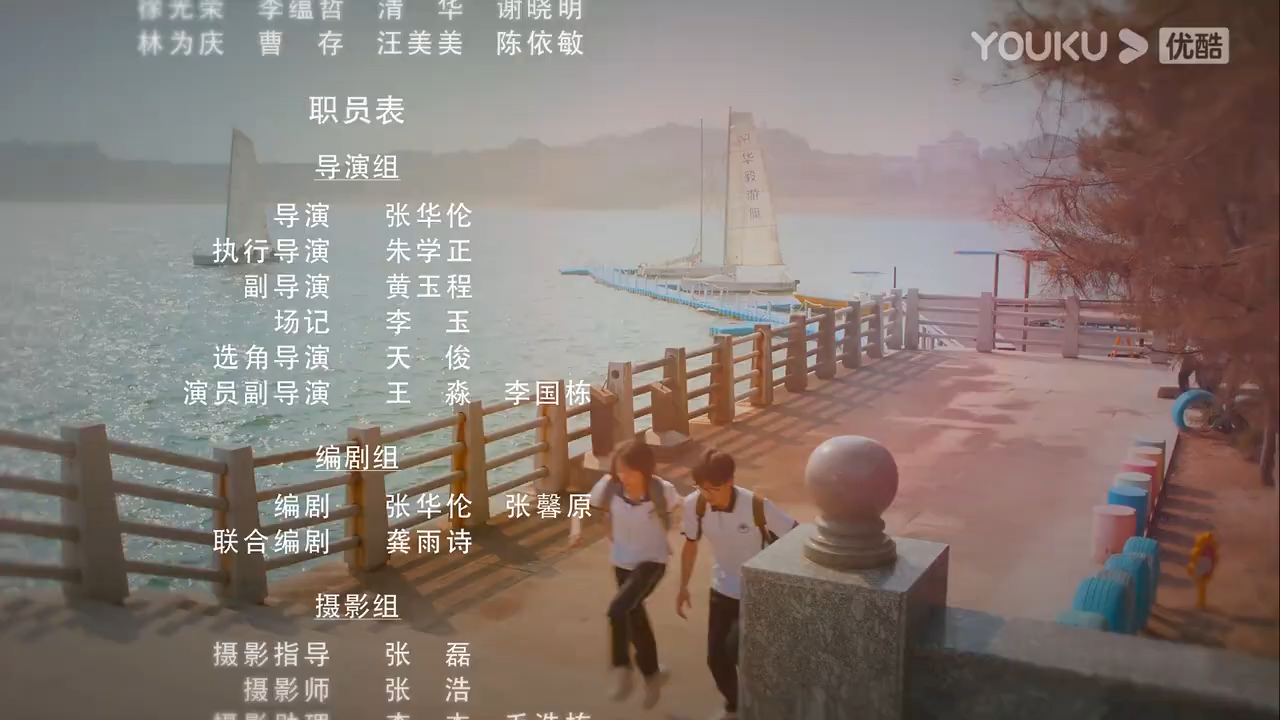 徐光荣 李缊哲 清 华 谢晓明
林为庆 曹 存 汪美美 陈依敏
YOUKU 优酷
职员表
导演组
导演 张华伦
执行导演 朱学正
副导演 黄玉程
场记 李 玉
选角导演 天 俊
演员副导演 王 淼 李国栋
编剧组
编剧 张华伦 张馨原
联合编剧 龚雨诗
摄影组
摄影指导 张 磊
摄影师 张 浩